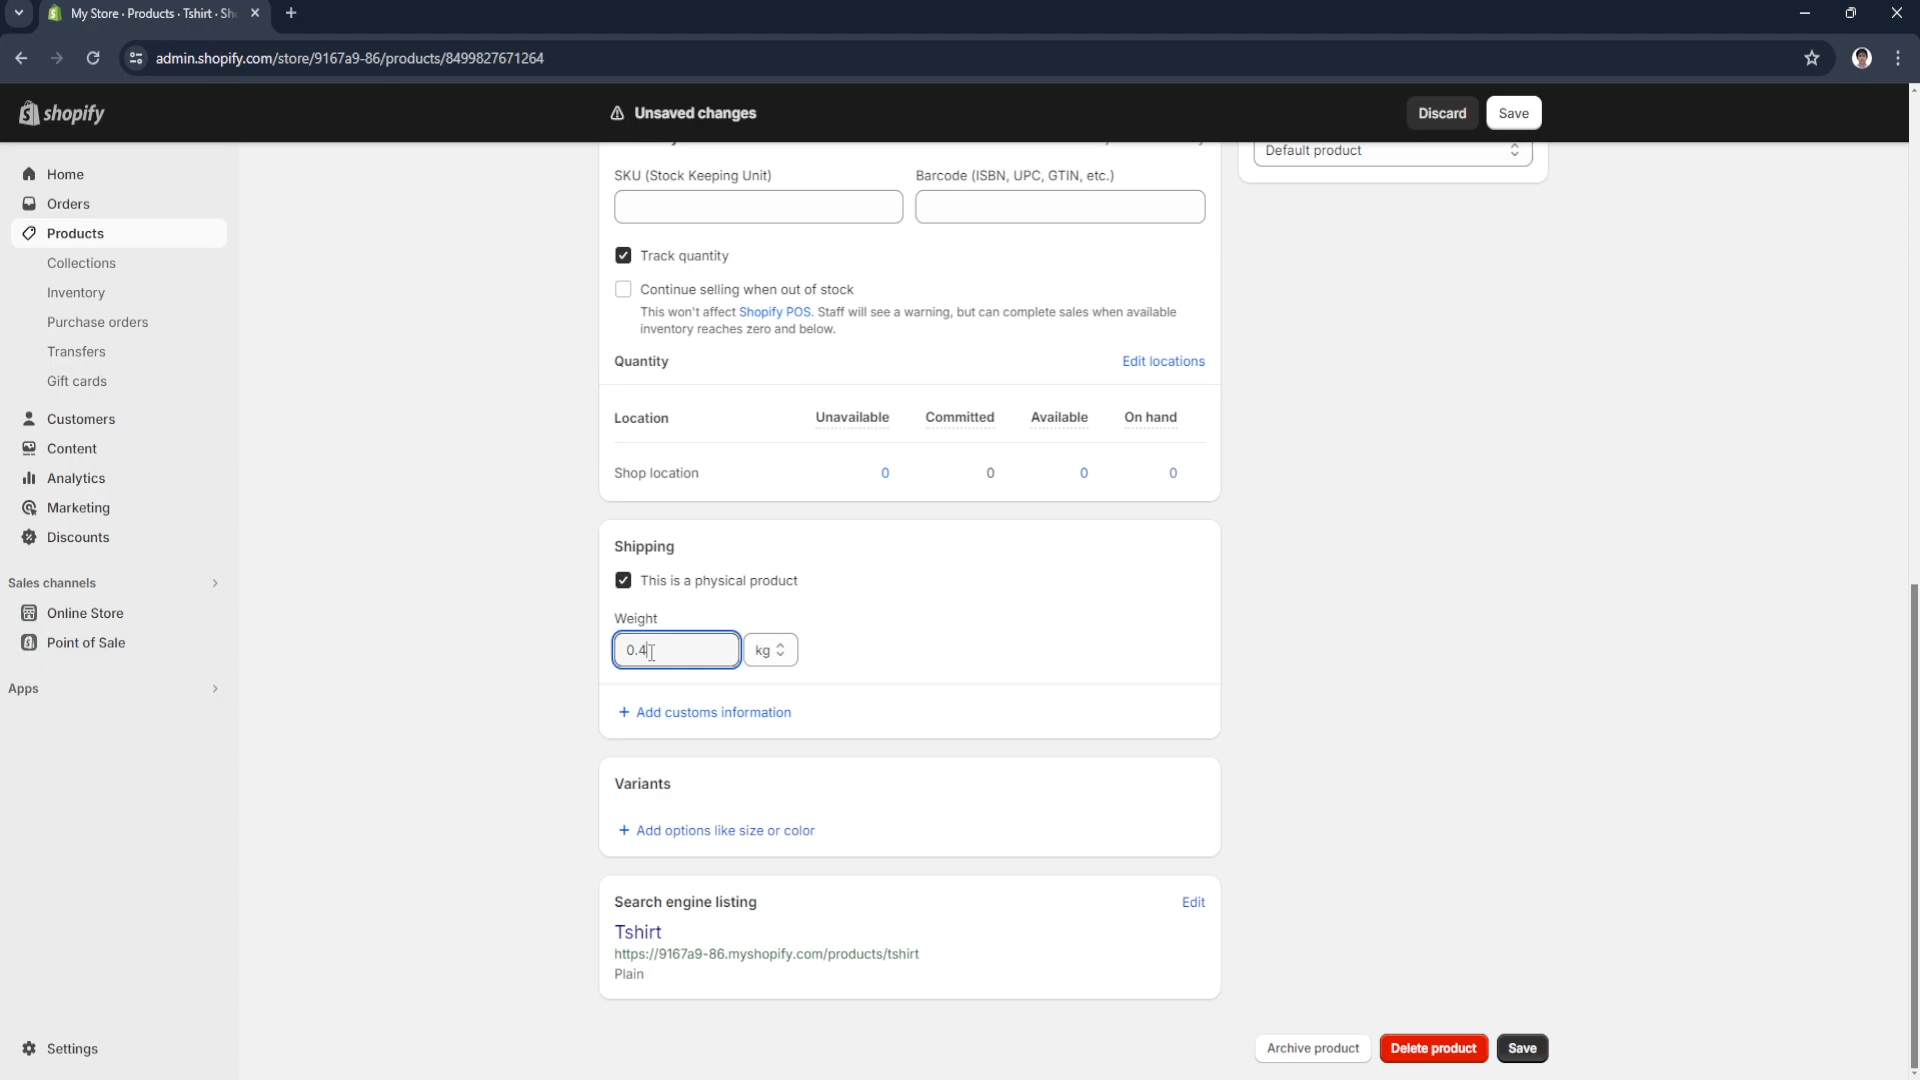 My Store · Products · Tshirt · Sh
admin.shopify.com/store/9167a9-86/products/8499827671264
shopify
Unsaved changes
Discard
Save
Home
Orders
Products
Collections
Inventory
Purchase orders
Transfers
Gift cards
Customers
Content
Analytics
Marketing
Discounts
Sales channels
Online Store
Point of Sale
Apps
Settings
Default product
SKU (Stock Keeping Unit)
Barcode (ISBN, UPC, GTIN, etc.)
Track quantity
Continue selling when out of stock
This won't affect Shopify POS. Staff will see a warning, but can complete sales when available
inventory reaches zero and below.
Quantity
Edit locations
Location Unavailable Committed Available On hand
Shop location 0 0 0 0
Shipping
This is a physical product
Weight
0.4
kg
+ Add customs information
Variants
+ Add options like size or color
Search engine listing
Edit
Tshirt
https://9167a9-86.myshopify.com/products/tshirt
Plain
Archive product
Delete product
Save